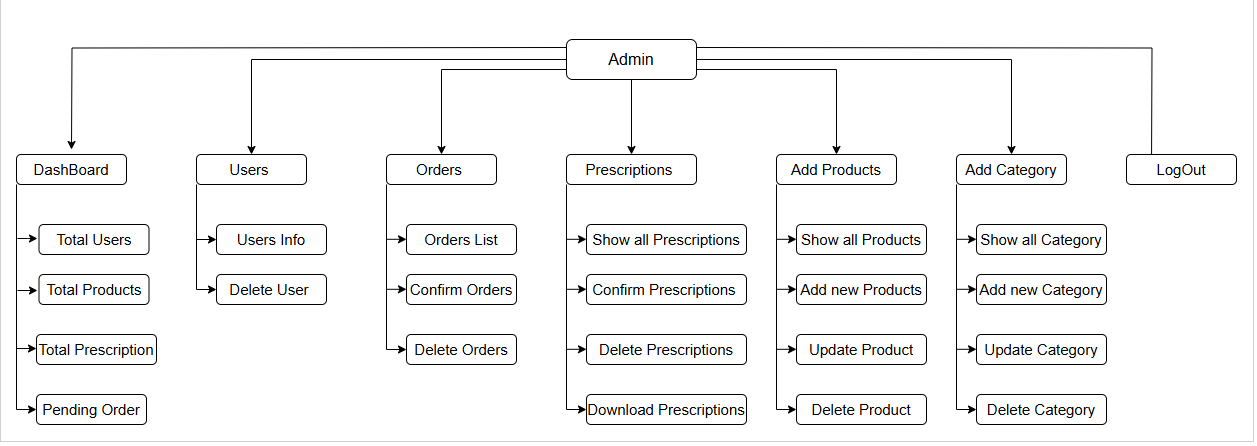 Admin
DashBoard
Users
Orders
Prescriptions
Add Products
Add Category
LogOut
Total Users
Users Info
Orders List
Show all Prescriptions
Show all Products
Show all Category
Total Products
Delete User
Confirm Orders
Confirm Prescriptions
Add new Products
Add new Category
Total Prescription
Delete Orders
Delete Prescriptions
Update Product
Update Category
Pending Order
Download Prescriptions
Delete Product
Delete Category